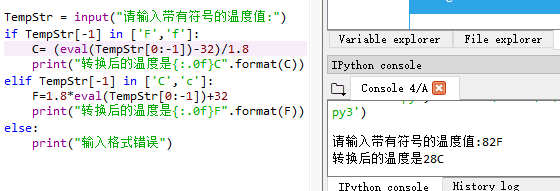 TempStr = input("请输入带有符号的温度值:")
if TempStr[-1] in ['F','f']:
    C= (eval(TempStr[0:-1])-32)/1.8
    print("转换后的温度是{:.0f}C".format(C))
elif TempStr[-1] in ['C','c']:
    F=1.8*eval(TempStr[0:-1])+32
    print("转换后的温度是{:.0f}F".format(F))
else:
    print("输入格式错误")
Variable explorer
File explorer
IPython console
Console 4/A
py3')
请输入带有符号的温度值:82F
转换后的温度是28C
IPython console
History log